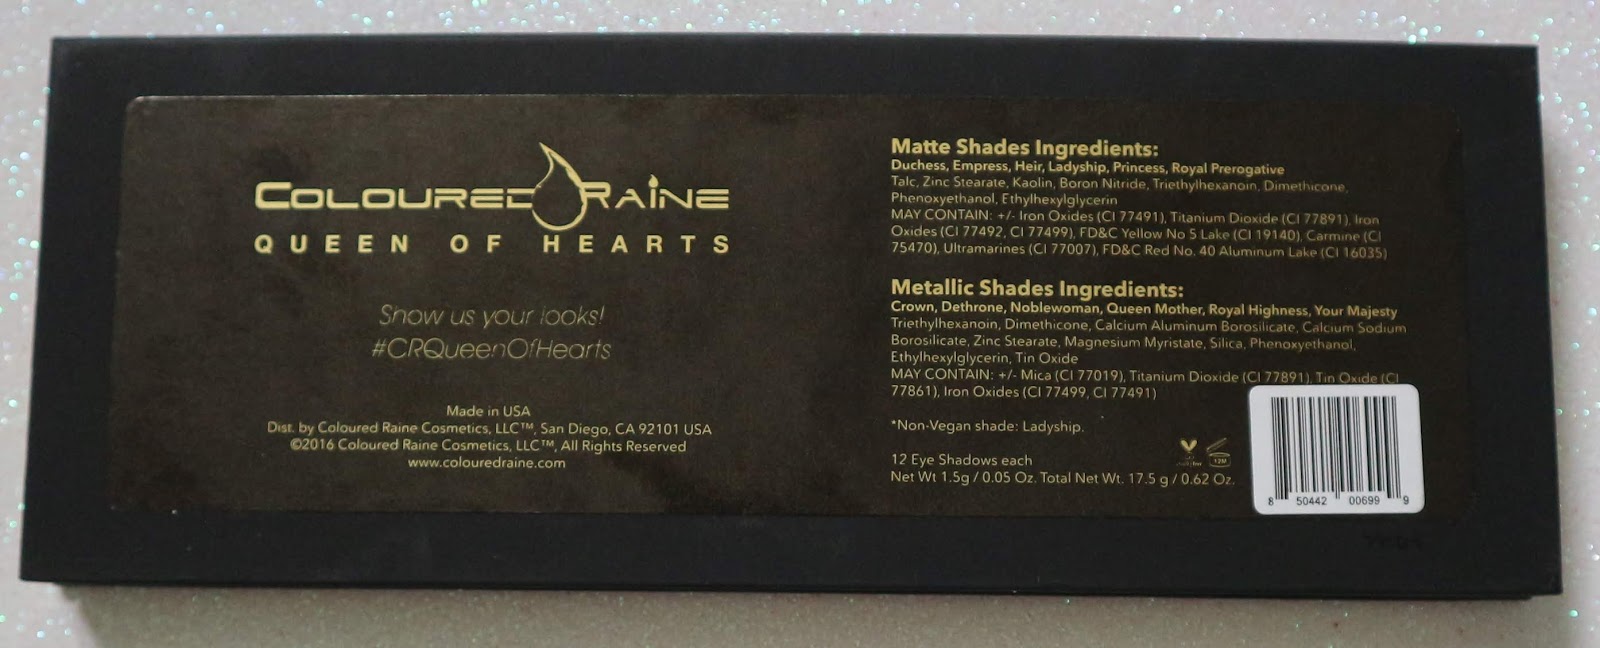 COLOURED RAINE
QUEEN OF HEARTS
Show us your looks!
#CRQueenOfHearts
Made in USA
Dist. by Coloured Raine Cosmetics, LLC™, San Diego, CA 92101 USA
©2016 Coloured Raine Cosmetics, LLC™, All Rights Reserved
www.colouredraine.com
Matte Shades Ingredients:
Duchess, Empress, Heir, Ladyship, Princess, Royal Prerogative
Talc, Zinc Stearate, Kaolin, Boron Nitride, Triethylhexanoin, Dimethicone,
Phenoxyethanol, Ethylhexylglycerin
MAY CONTAIN: +/- Iron Oxides (CI 77491), Titanium Dioxide (CI 77891), Iron
Oxides (CI 77492, CI 77499), FD&C Yellow No 5 Lake (CI 19140), Carmine (CI
75470), Ultramarines (CI 77007), FD&C Red No. 40 Aluminum Lake (CI 16035)
Metallic Shades Ingredients:
Crown, Dethrone, Noblewoman, Queen Mother, Royal Highness, Your Majesty
Triethylhexanoin, Dimethicone, Calcium Aluminum Borosilicate, Calcium Sodium
Borosilicate, Zinc Stearate, Magnesium Myristate, Silica, Phenoxyethanol,
Ethylhexylglycerin, Tin Oxide
MAY CONTAIN: +/- Mica (CI 77019), Titanium Dioxide (CI 77891), Tin Oxide (CI
77861), Iron Oxides (CI 77499, CI 77491)
*Non-Vegan shade: Ladyship.
12 Eye Shadows each
Net Wt 1.5g / 0.05 Oz. Total Net Wt. 17.5 g / 0.62 Oz.
12M
8 50442 00699 9